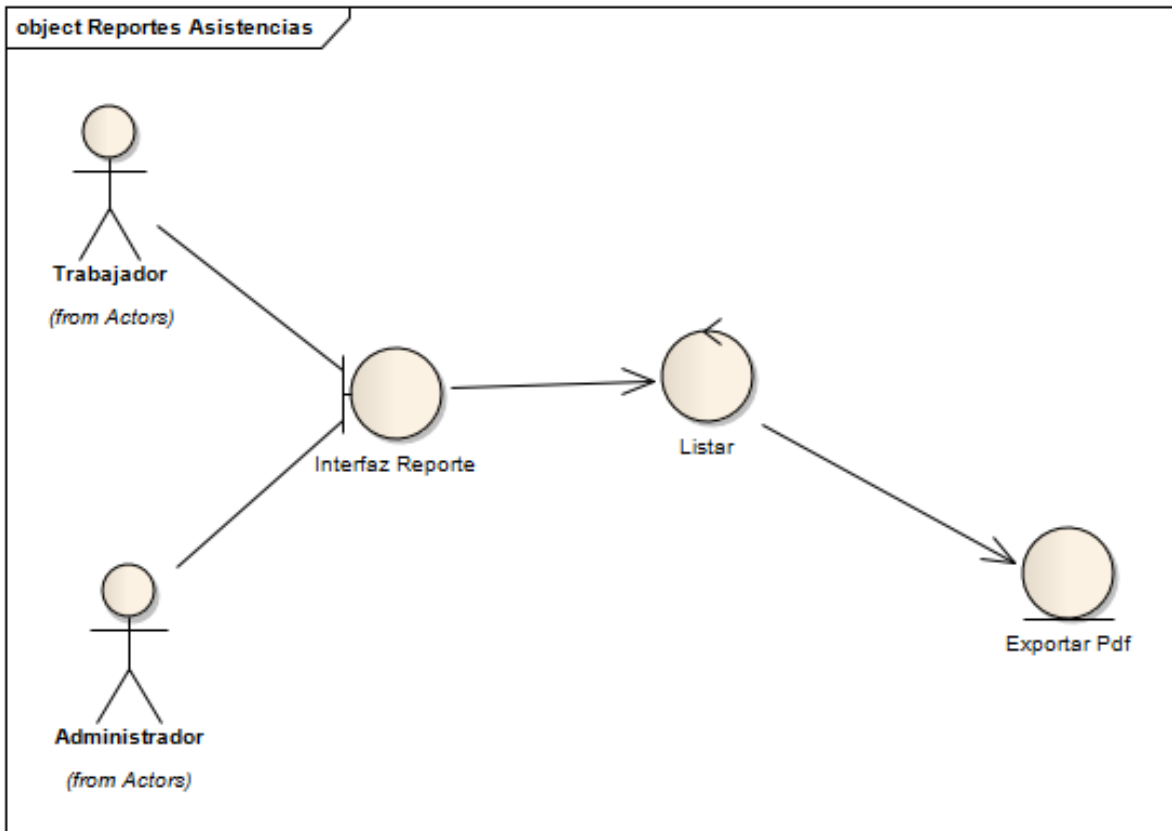 object Reportes Asistencias
Trabajador
(from Actors)
Interfaz Reporte
Listar
Exportar Pdf
Administrador
(from Actors)